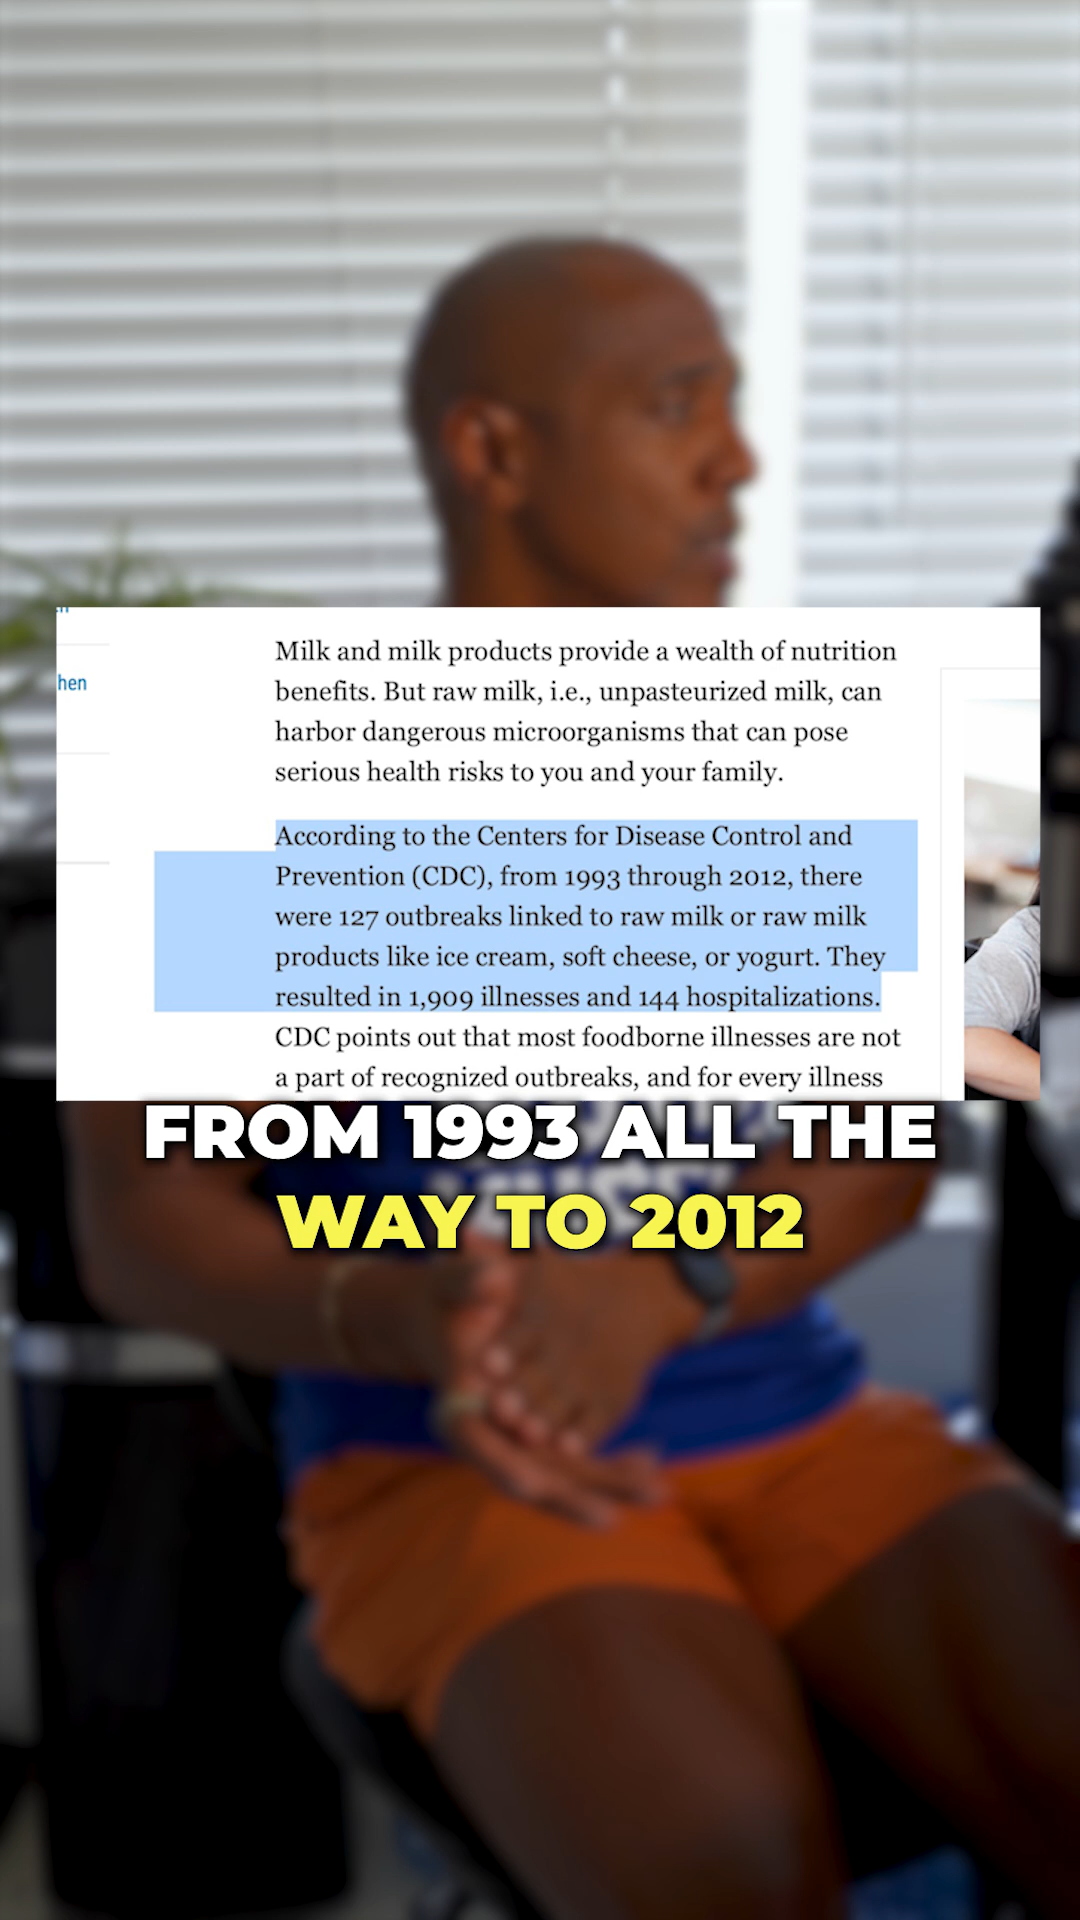 hen
Milk and milk products provide a wealth of nutrition
benefits. But raw milk, i.e., unpasteurized milk, can
harbor dangerous microorganisms that can pose
serious health risks to you and your family.
According to the Centers for Disease Control and
Prevention (CDC), from 1993 through 2012, there
were 127 outbreaks linked to raw milk or raw milk
products like ice cream, soft cheese, or yogurt. They
resulted in 1,909 illnesses and 144 hospitalizations.
CDC points out that most foodborne illnesses are not
a part of recognized outbreaks, and for every illness
FROM 1993 ALL THE
WAY TO 2012